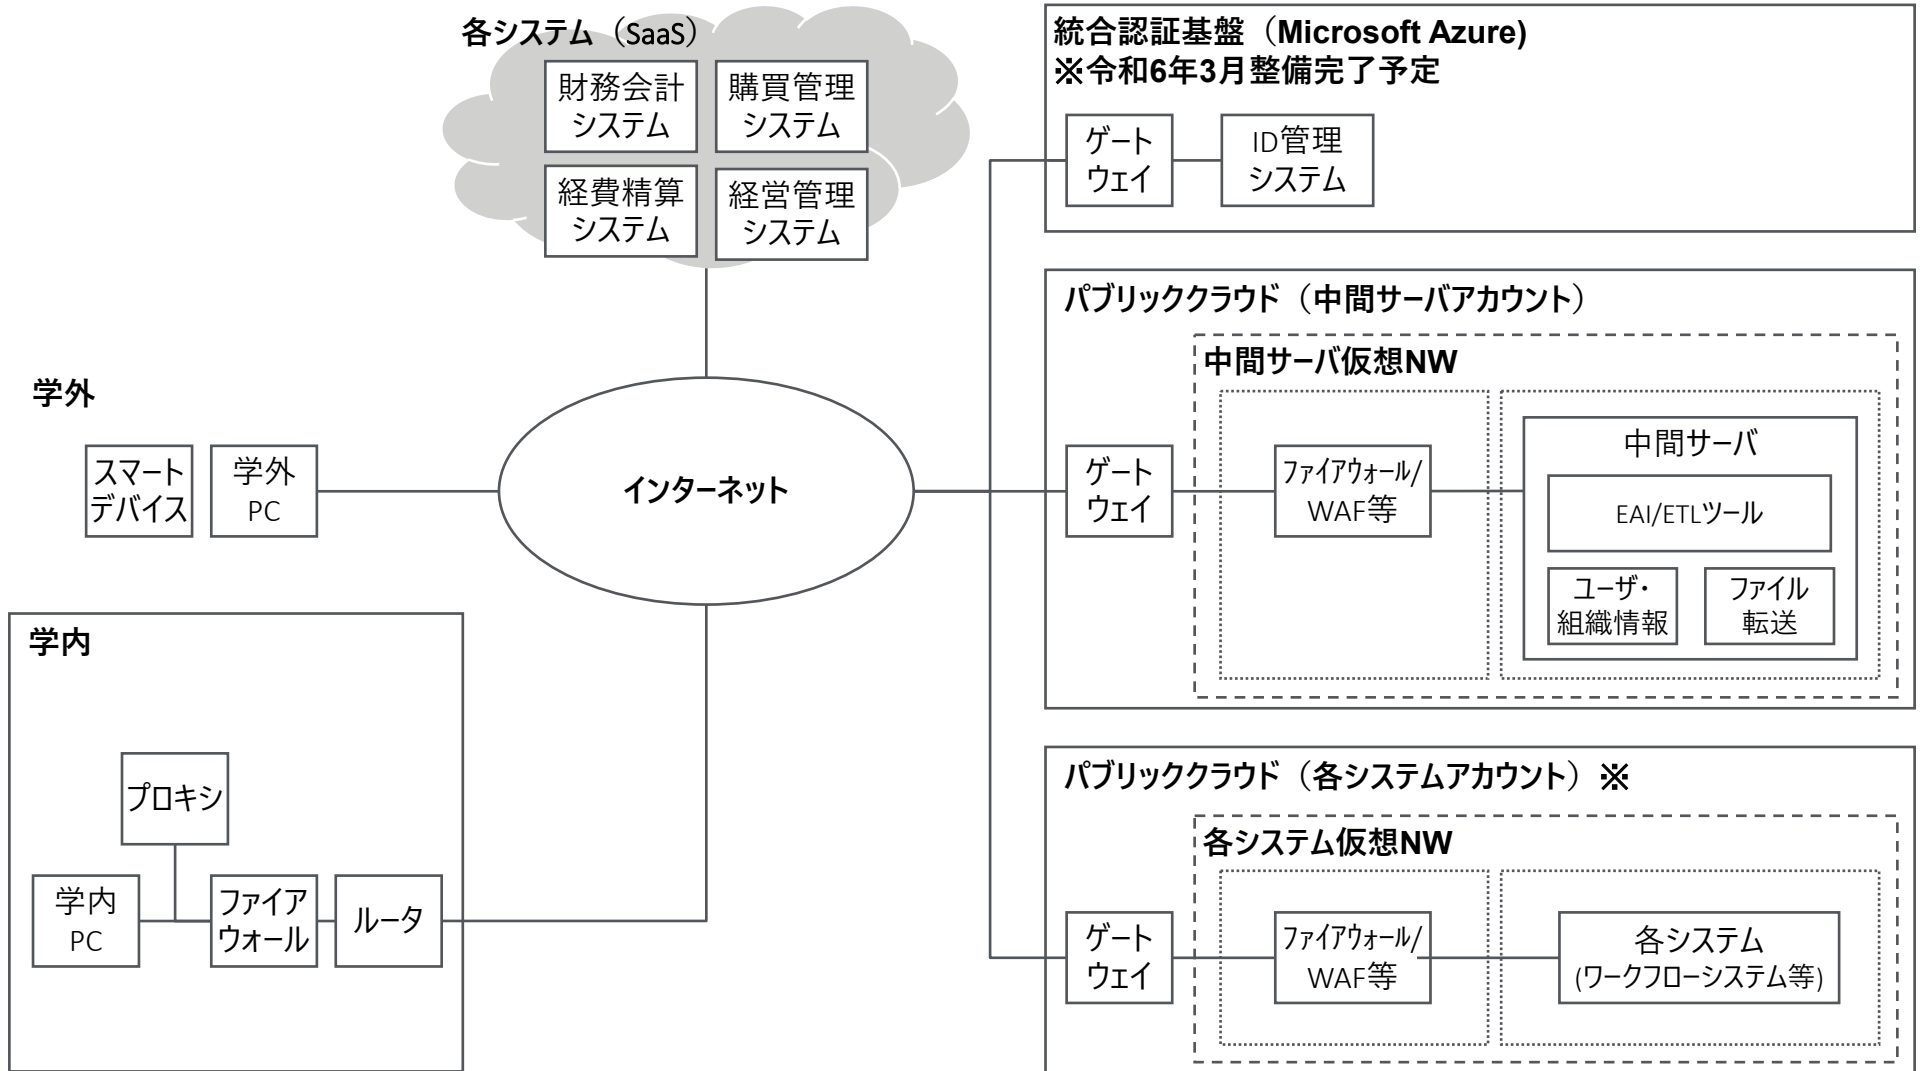 各システム（SaaS）
財務会計
システム
購買管理
システム
経費精算
システム
経営管理
システム
統合認証基盤（Microsoft Azure)
※令和6年3月整備完了予定
ゲート
ウェイ
ID管理
システム
パブリッククラウド（中間サーバアカウント）
中間サーバ仮想NW
ゲート
ウェイ
ファイアウォール/
WAF等
中間サーバ
EAI/ETLツール
ユーザ・
組織情報
ファイル
転送
学外
スマート
デバイス
学外
PC
インターネット
学内
プロキシ
学内
PC
ファイア
ウォール
ルータ
パブリッククラウド（各システムアカウント）※
各システム仮想NW
ゲート
ウェイ
ファイアウォール/
WAF等
各システム
(ワークフローシステム等)